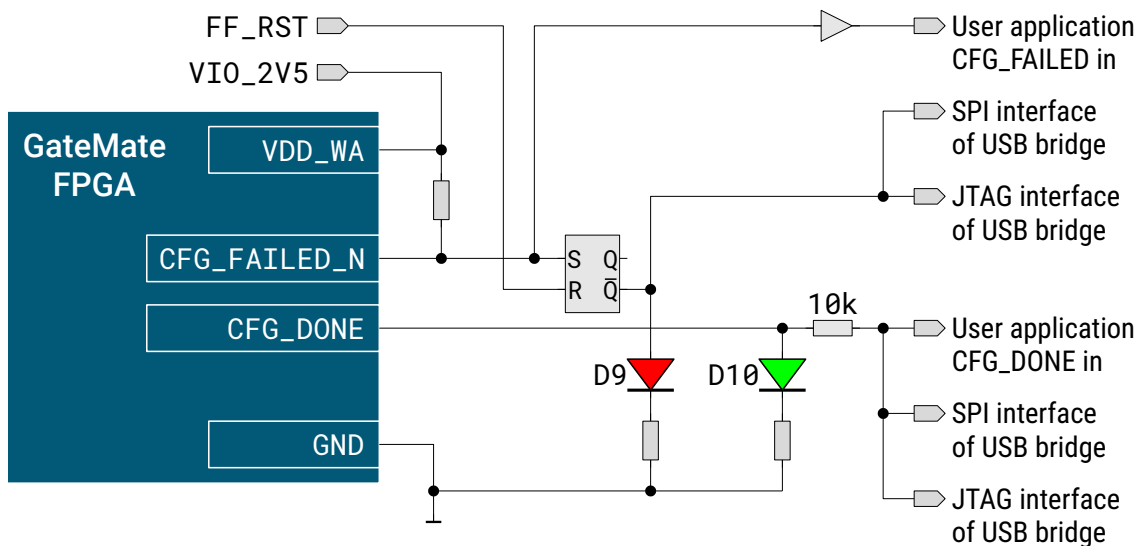 FF_RST
VIO_2V5
GateMate
FPGA
VDD_WA
CFG_FAILED_N
CFG_DONE
GND
S Q
R Q̅
D9
D10
10k
User application
CFG_FAILED in
SPI interface
of USB bridge
JTAG interface
of USB bridge
User application
CFG_DONE in
SPI interface
of USB bridge
JTAG interface
of USB bridge